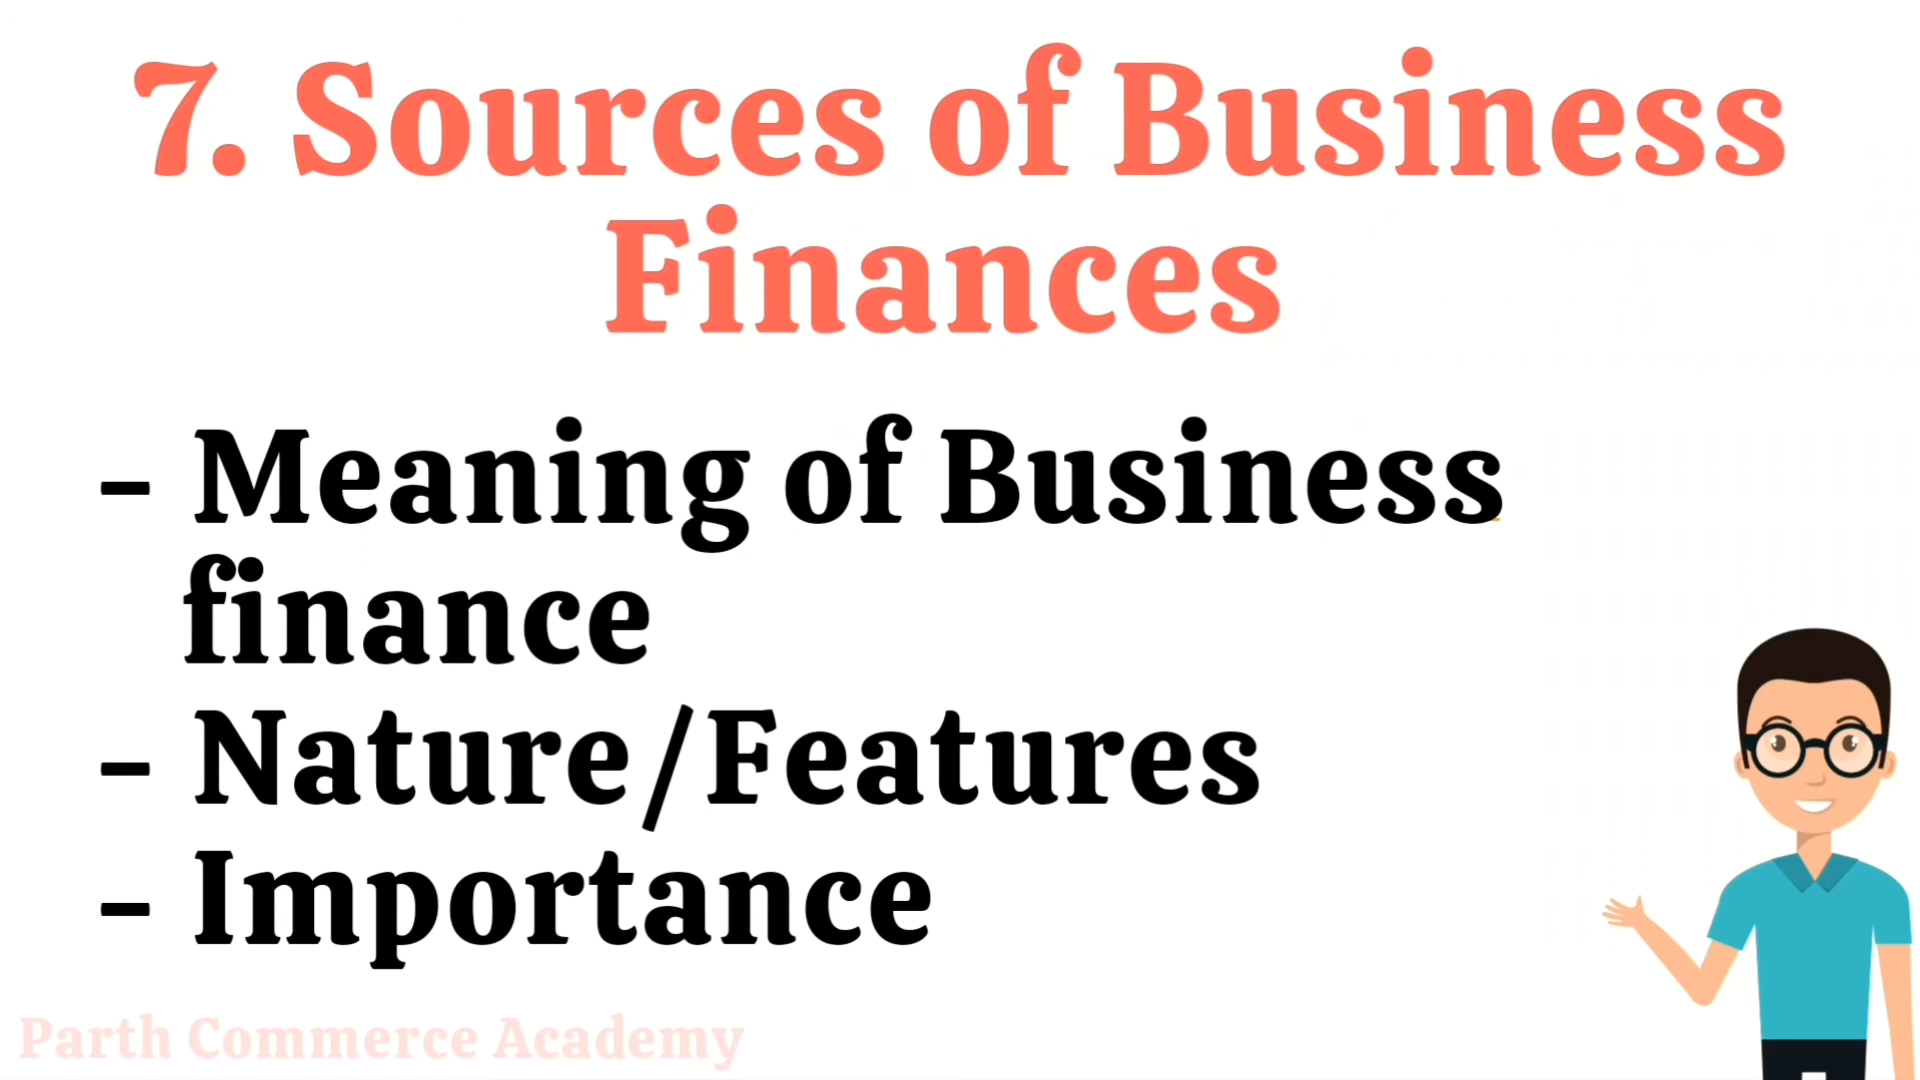 7. Sources of Business
Finances
- Meaning of Business
finance
- Nature/Features
- Importance
Parth Commerce Academy